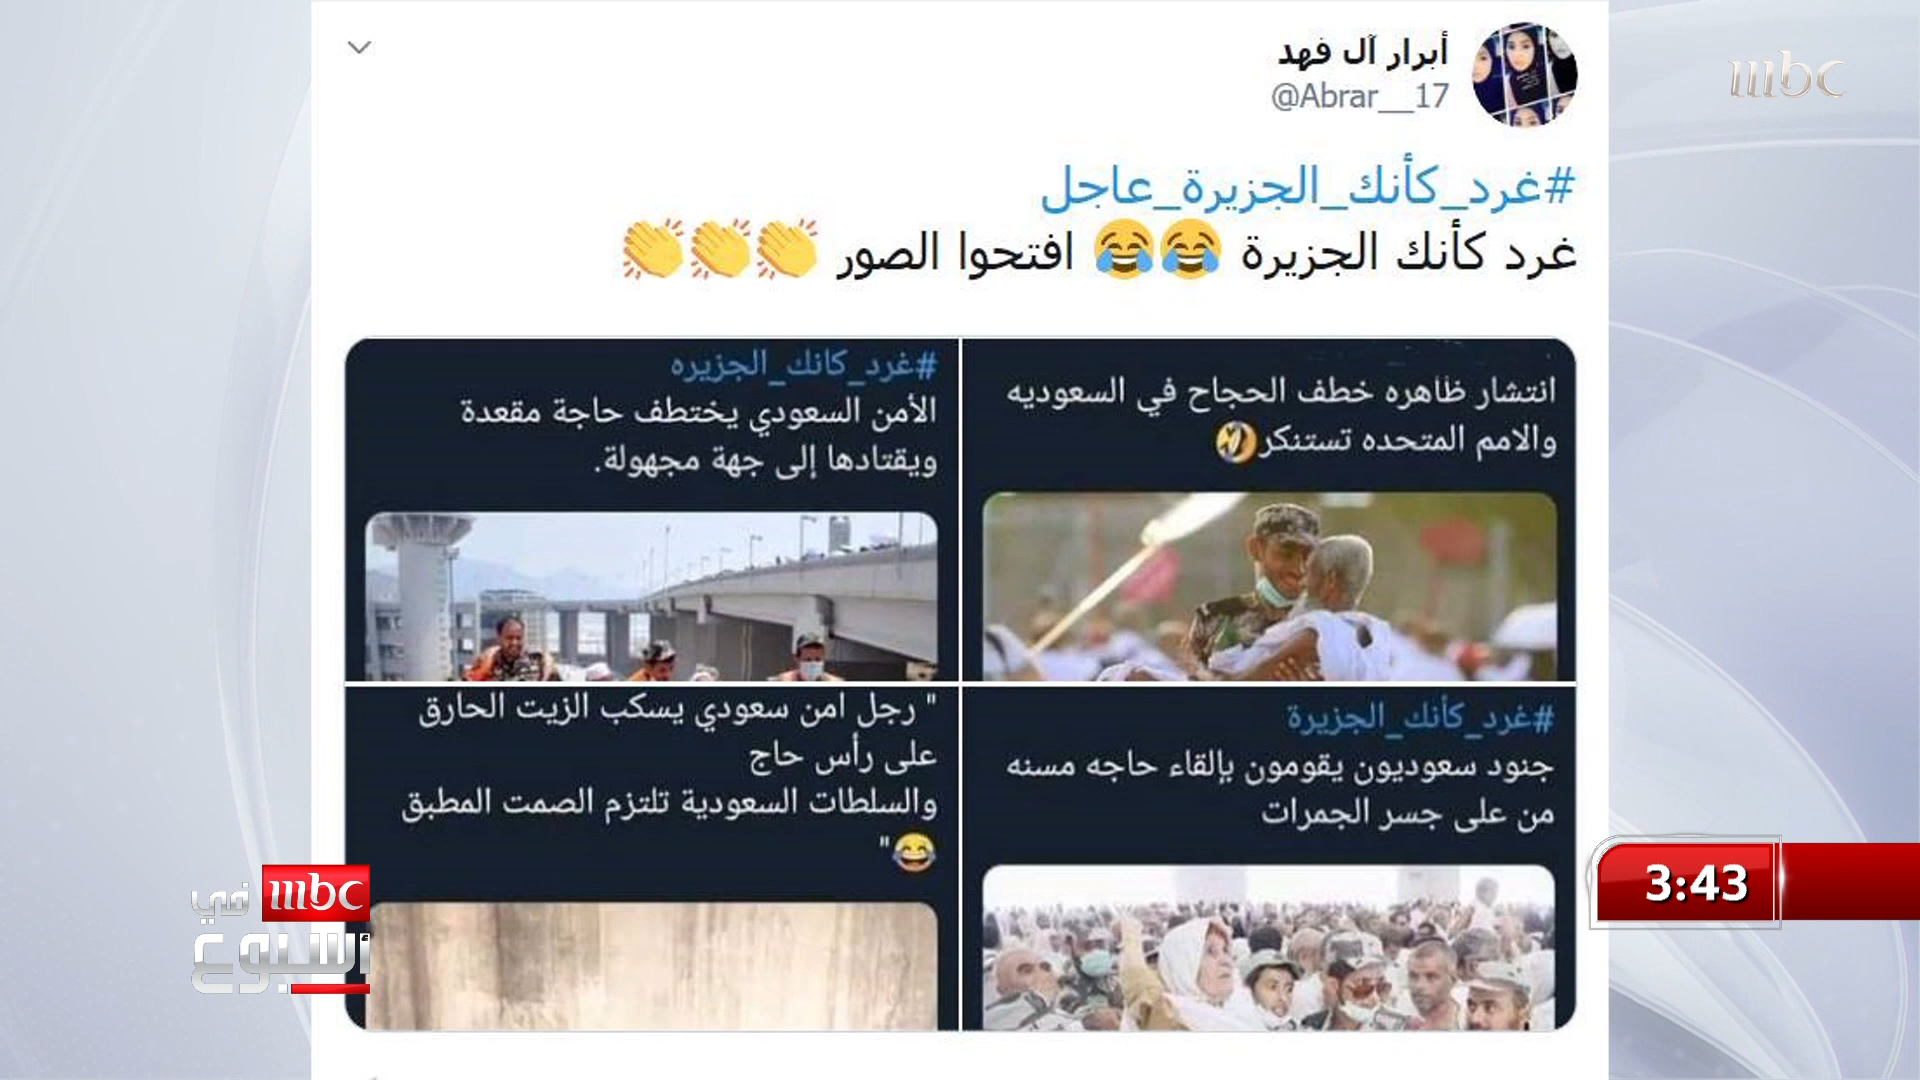 أبرار آل فهد
@Abrar__17
mbc
#غرد_كأنك_الجزيرة_عاجل
غرد كأنك الجزيرة 😂😂 افتحوا الصور 👏👏👏
انتشار ظاهره خطف الحجاح في السعوديه
والامم المتحده تستنكر🤣
#غرد_كانك_الجزيره
الأمن السعودي يختطف حاجة مقعدة
ويقتادها إلى جهة مجهولة.
#غرد_كأنك_الجزيرة
جنود سعوديون يقومون بإلقاء حاجه مسنه
من على جسر الجمرات
" رجل امن سعودي يسكب الزيت الحارق
على رأس حاج
والسلطات السعودية تلتزم الصمت المطبق
😂"
3:43
mbc في
أسبوع